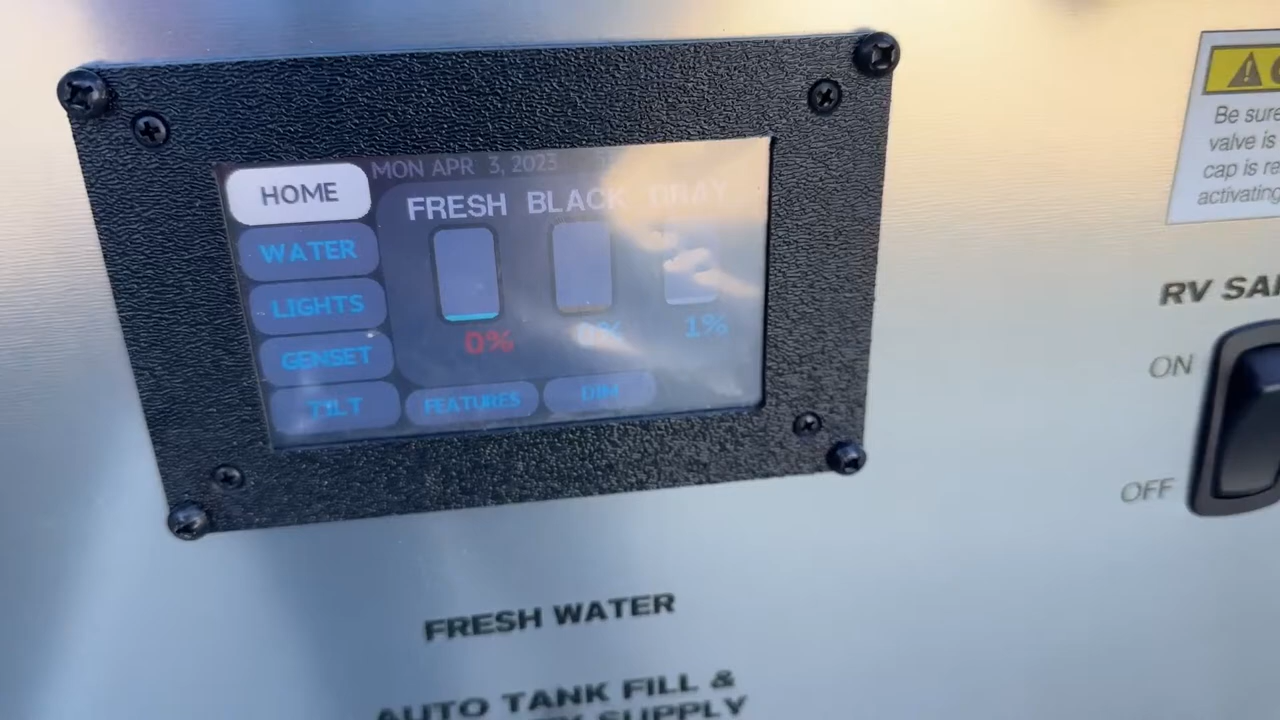 MON APR 3, 2023
HOME
FRESH BLACK GRAY
WATER
LIGHTS
0% 0% 1%
GENSET
TILT FEATURES DIM
Be sure
valve is
cap is re
activating
RV SA
ON
OFF
FRESH WATER
AUTO TANK FILL &
SUPPLY